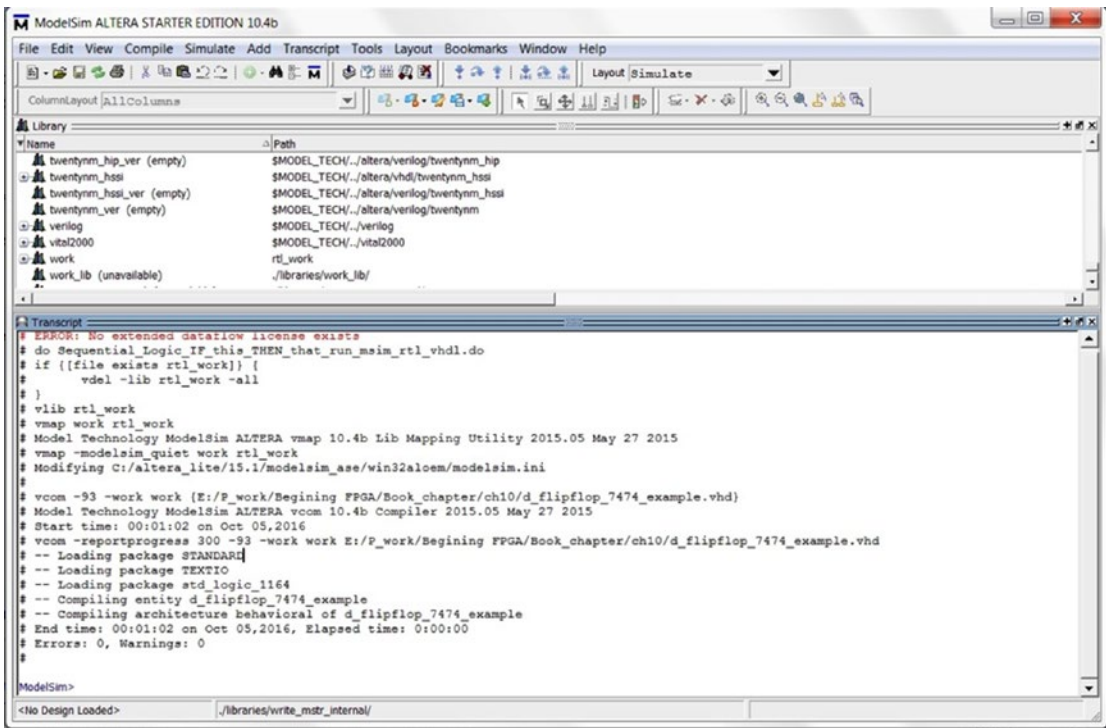 ModelSim ALTERA STARTER EDITION 10.4b
File Edit View Compile Simulate Add Transcript Tools Layout Bookmarks Window Help
Layout Simulate
ColumnLayout AllColumns
Library
Name Path
twentynm_hip_ver (empty) $MODEL_TECH/../altera/verilog/twentynm_hip
twentynm_hssi $MODEL_TECH/../altera/vhdl/twentynm_hssi
twentynm_hssi_ver (empty) $MODEL_TECH/../altera/verilog/twentynm_hssi
twentynm_ver (empty) $MODEL_TECH/../altera/verilog/twentynm
verilog $MODEL_TECH/../verilog
vital2000 $MODEL_TECH/../vital2000
work rtl_work
work_lib (unavailable) ./libraries/work_lib/
Transcript
# ERROR: No extended dataflow license exists
# do Sequential_Logic_IF_this_THEN_that_run_msim_rtl_vhdl.do
# if {[file exists rtl_work]} {
# vdel -lib rtl_work -all
# }
# vlib rtl_work
# vmap work rtl_work
# Model Technology ModelSim ALTERA vmap 10.4b Lib Mapping Utility 2015.05 May 27 2015
# vmap -modelsim_quiet work rtl_work
# Modifying C:/altera_lite/15.1/modelsim_ase/win32aloem/modelsim.ini
#
# vcom -93 -work work {E:/P_work/Begining FPGA/Book_chapter/ch10/d_flipflop_7474_example.vhd}
# Model Technology ModelSim ALTERA vcom 10.4b Compiler 2015.05 May 27 2015
# Start time: 00:01:02 on Oct 05,2016
# vcom -reportprogress 300 -93 -work work E:/P_work/Begining FPGA/Book_chapter/ch10/d_flipflop_7474_example.vhd
# -- Loading package STANDARD
# -- Loading package TEXTIO
# -- Loading package std_logic_1164
# -- Compiling entity d_flipflop_7474_example
# -- Compiling architecture behavioral of d_flipflop_7474_example
# End time: 00:01:02 on Oct 05,2016, Elapsed time: 0:00:00
# Errors: 0, Warnings: 0
#
ModelSim>
<No Design Loaded> ./libraries/write_mstr_internal/